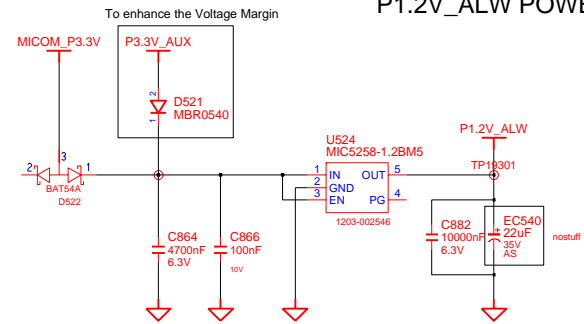 To enhance the Voltage Margin
P1.2V_ALW POWE
MICOM_P3.3V
P3.3V_AUX
2
D521
MBR0540
1
U524
MIC5258-1.2BM5
P1.2V_ALW
2
3
1
BAT54A
D522
1 IN OUT 5
2 GND
3 EN PG 4
1203-002546
TP19301
C864
4700nF
6.3V
C866
100nF
10V
C882
10000nF
6.3V
EC540
22uF
35V
AS
nostuff